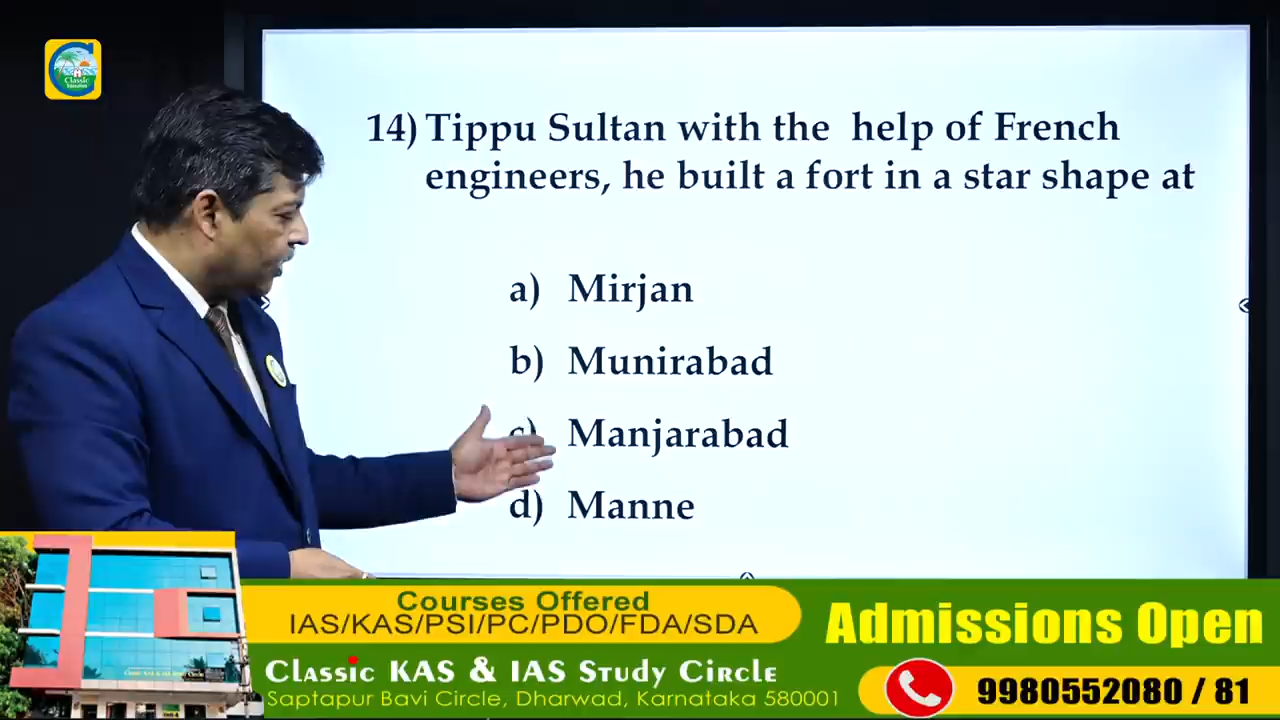 Classic
Education
14) Tippu Sultan with the help of French
engineers, he built a fort in a star shape at
a) Mirjan
b) Munirabad
c) Manjarabad
d) Manne
Courses Offered
IAS/KAS/PSI/PC/PDO/FDA/SDA
Classic KAS & IAS Study Circle
Saptapur Bavi Circle, Dharwad, Karnataka 580001
Admissions Open
9980552080 / 81